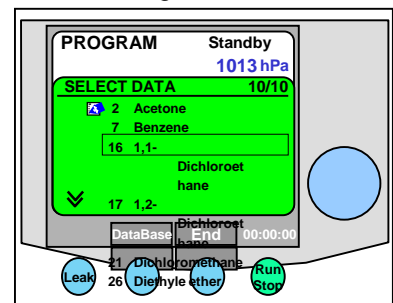 PROGRAM Standby
1013 hPa
SELECT DATA 10/10
2 Acetone
7 Benzene
16 1,1-
Dichloroet
hane
17 1,2-
Dichloroet
hane
DataBase End 00:00:00
21 Dichloromethane
26 Diethyle ether
Leak
Run
Stop